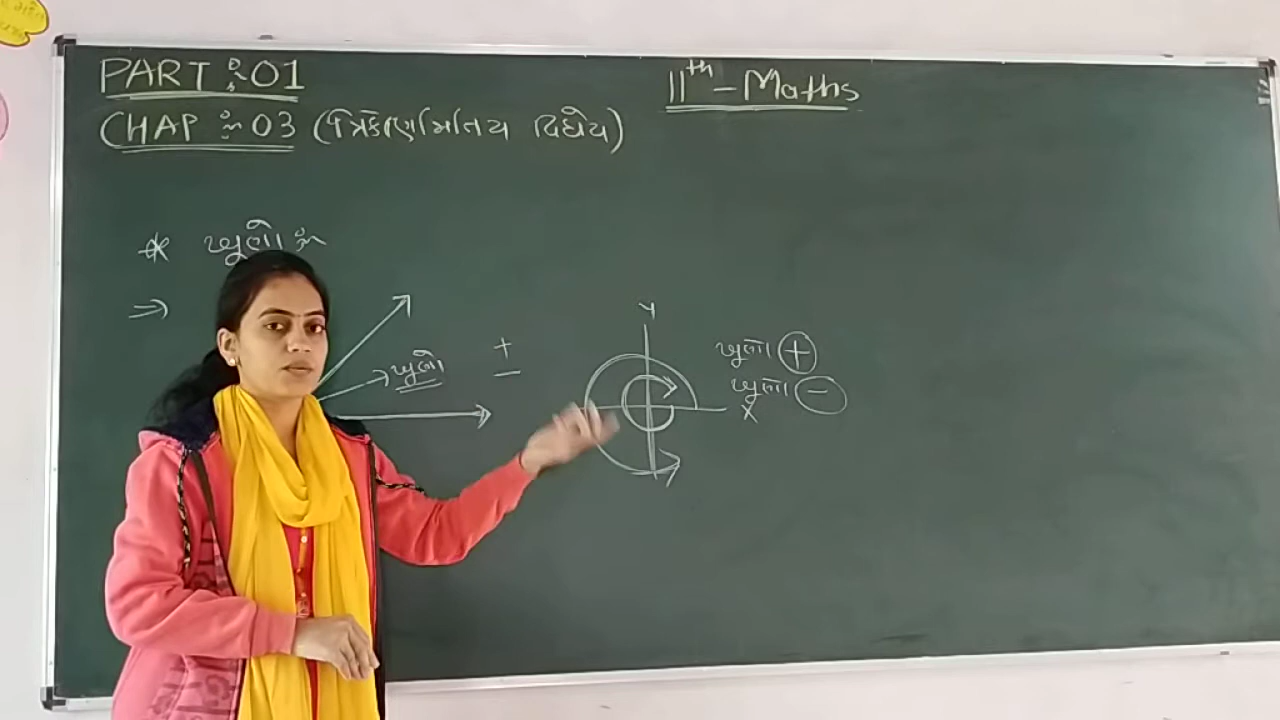 PART :- 01
11th - Maths
CHAP :- 03 (ત્રિકોણમિતિય વિધેય)
* ખૂણો :-
⇒
ખૂણો
+
-
Y
X
ખૂણો +
ખૂણો -